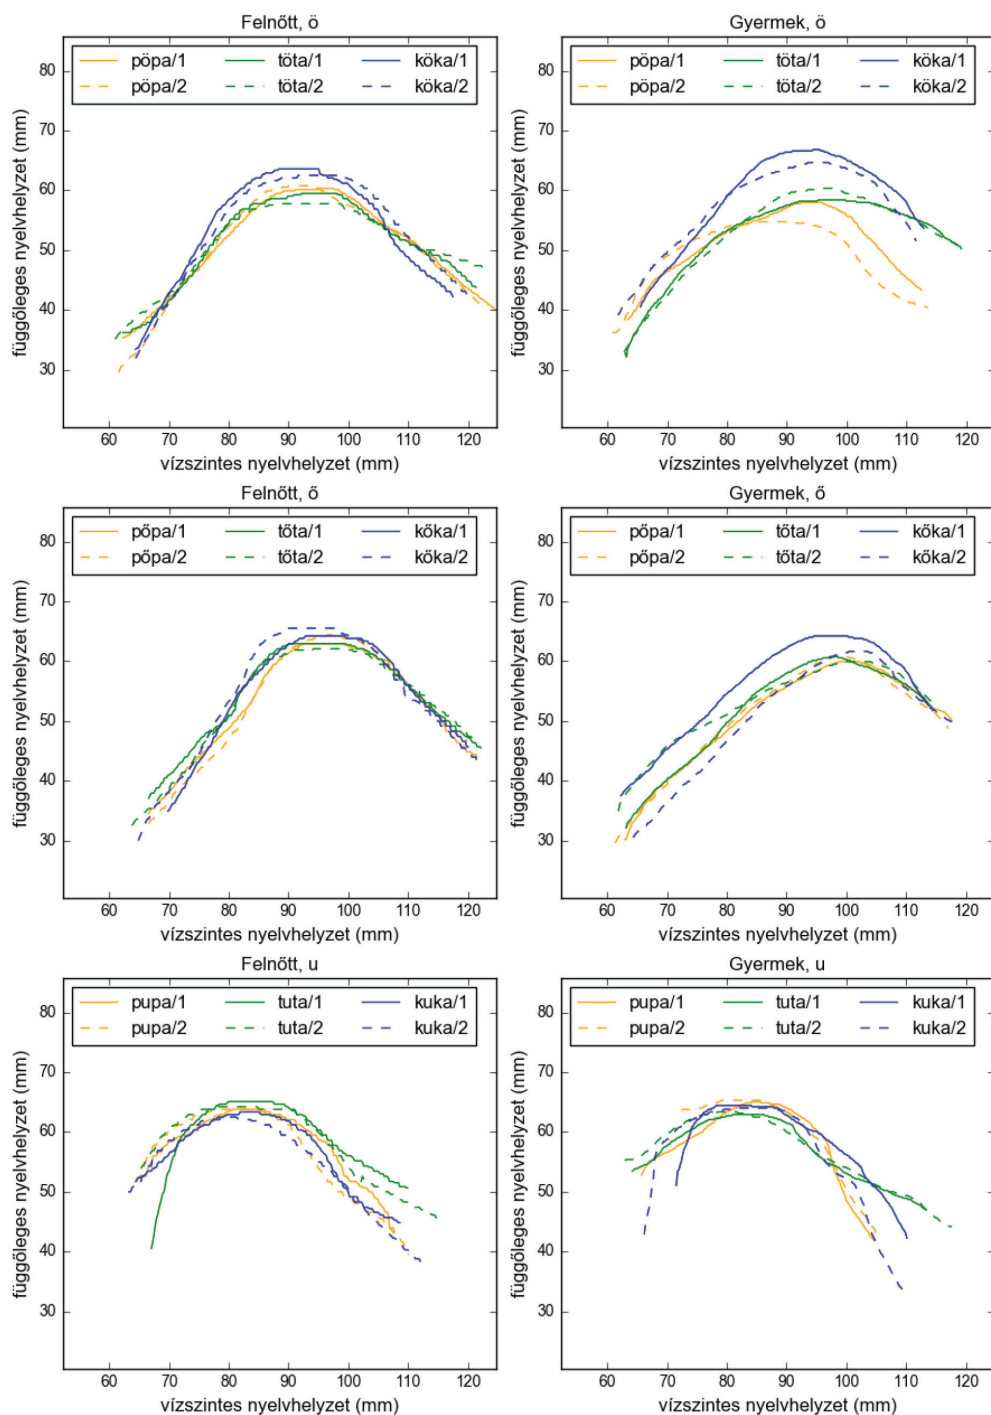 Felnőtt, ö
pöpa/1 töta/1 köka/1
pöpa/2 töta/2 köka/2
függőleges nyelvhelyzet (mm)
80
70
60
50
40
30
60 70 80 90 100 110 120
vízszintes nyelvhelyzet (mm)
Gyermek, ö
pöpa/1 töta/1 köka/1
pöpa/2 töta/2 köka/2
függőleges nyelvhelyzet (mm)
80
70
60
50
40
30
60 70 80 90 100 110 120
vízszintes nyelvhelyzet (mm)
Felnőtt, ő
pőpa/1 tőta/1 kőka/1
pőpa/2 tőta/2 kőka/2
függőleges nyelvhelyzet (mm)
80
70
60
50
40
30
60 70 80 90 100 110 120
vízszintes nyelvhelyzet (mm)
Gyermek, ő
pőpa/1 tőta/1 kőka/1
pőpa/2 tőta/2 kőka/2
függőleges nyelvhelyzet (mm)
80
70
60
50
40
30
60 70 80 90 100 110 120
vízszintes nyelvhelyzet (mm)
Felnőtt, u
pupa/1 tuta/1 kuka/1
pupa/2 tuta/2 kuka/2
függőleges nyelvhelyzet (mm)
80
70
60
50
40
30
60 70 80 90 100 110 120
vízszintes nyelvhelyzet (mm)
Gyermek, u
pupa/1 tuta/1 kuka/1
pupa/2 tuta/2 kuka/2
függőleges nyelvhelyzet (mm)
80
70
60
50
40
30
60 70 80 90 100 110 120
vízszintes nyelvhelyzet (mm)